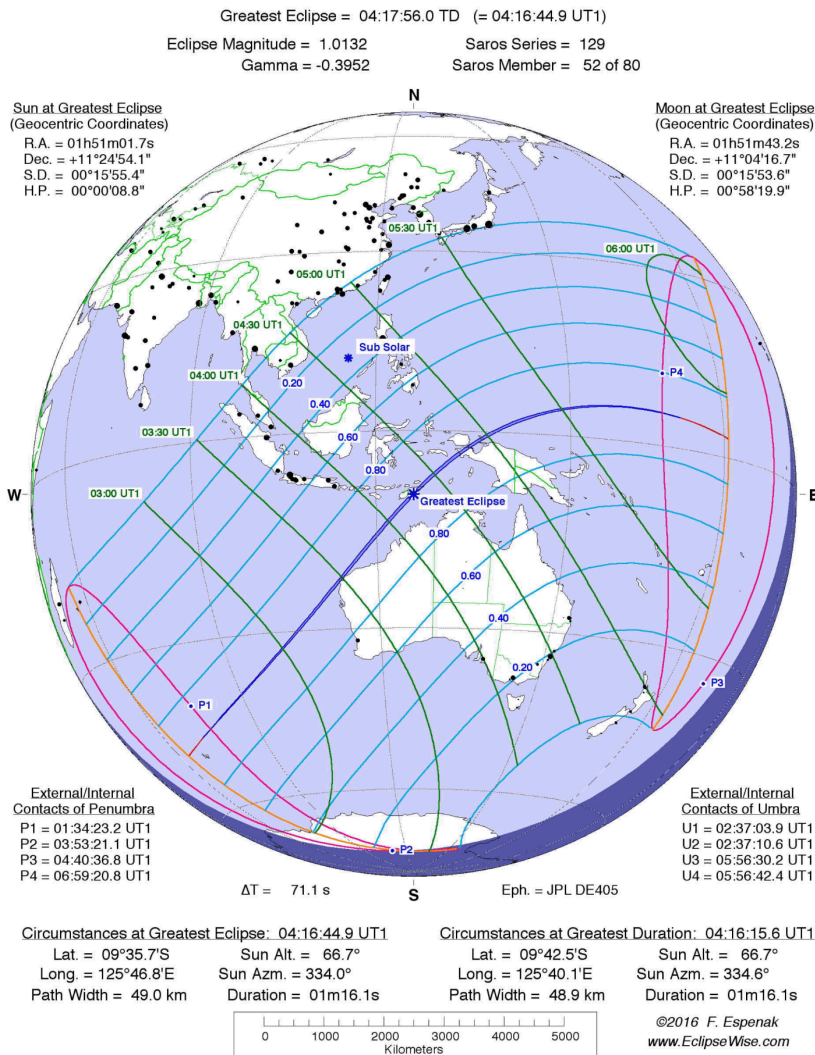 Greatest Eclipse = 04:17:56.0 TD (= 04:16:44.9 UT1)
Eclipse Magnitude = 1.0132
Saros Series = 129
Gamma = -0.3952
Saros Member = 52 of 80
Sun at Greatest Eclipse
(Geocentric Coordinates)
R.A. = 01h51m01.7s
Dec. = +11°24'54.1"
S.D. = 00°15'55.4"
H.P. = 00°00'08.8"
Moon at Greatest Eclipse
(Geocentric Coordinates)
R.A. = 01h51m43.2s
Dec. = +11°04'16.7"
S.D. = 00°15'53.6"
H.P. = 00°58'19.9"
N
05:30 UT1
06:00 UT1
05:00 UT1
04:30 UT1
Sub Solar
04:00 UT1
0.20
P4
0.40
03:30 UT1
0.60
0.80
03:00 UT1
W
Greatest Eclipse
E
0.80
0.60
0.40
0.20
P3
P1
P2
S
External/Internal
Contacts of Penumbra
P1 = 01:34:23.2 UT1
P2 = 03:53:21.1 UT1
P3 = 04:40:36.8 UT1
P4 = 06:59:20.8 UT1
External/Internal
Contacts of Umbra
U1 = 02:37:03.9 UT1
U2 = 02:37:10.6 UT1
U3 = 05:56:30.2 UT1
U4 = 05:56:42.4 UT1
ΔT = 71.1 s
Eph. = JPL DE405
Circumstances at Greatest Eclipse: 04:16:44.9 UT1
Lat. = 09°35.7'S
Sun Alt. = 66.7°
Long. = 125°46.8'E
Sun Azm. = 334.0°
Path Width = 49.0 km
Duration = 01m16.1s
Circumstances at Greatest Duration: 04:16:15.6 UT1
Lat. = 09°42.5'S
Sun Alt. = 66.7°
Long. = 125°40.1'E
Sun Azm. = 334.6°
Path Width = 48.9 km
Duration = 01m16.1s
0 1000 2000 3000 4000 5000
Kilometers
©2016 F. Espenak
www.EclipseWise.com